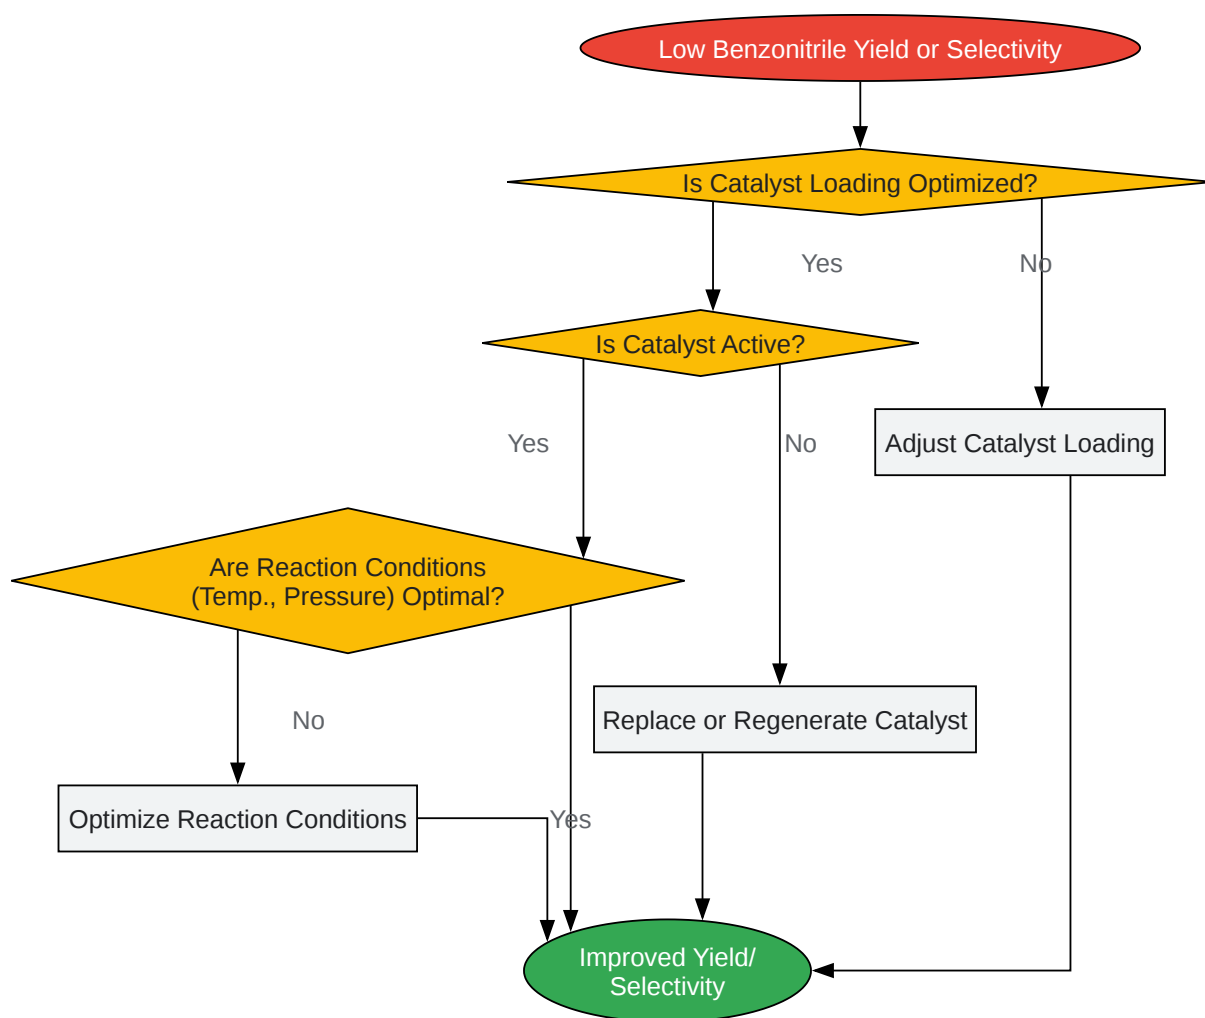 Low Benzonitrile Yield or Selectivity
Is Catalyst Loading Optimized?
Yes
No
Is Catalyst Active?
Yes
No
Adjust Catalyst Loading
Are Reaction Conditions
(Temp., Pressure) Optimal?
No
Replace or Regenerate Catalyst
Optimize Reaction Conditions
Yes
Improved Yield/
Selectivity